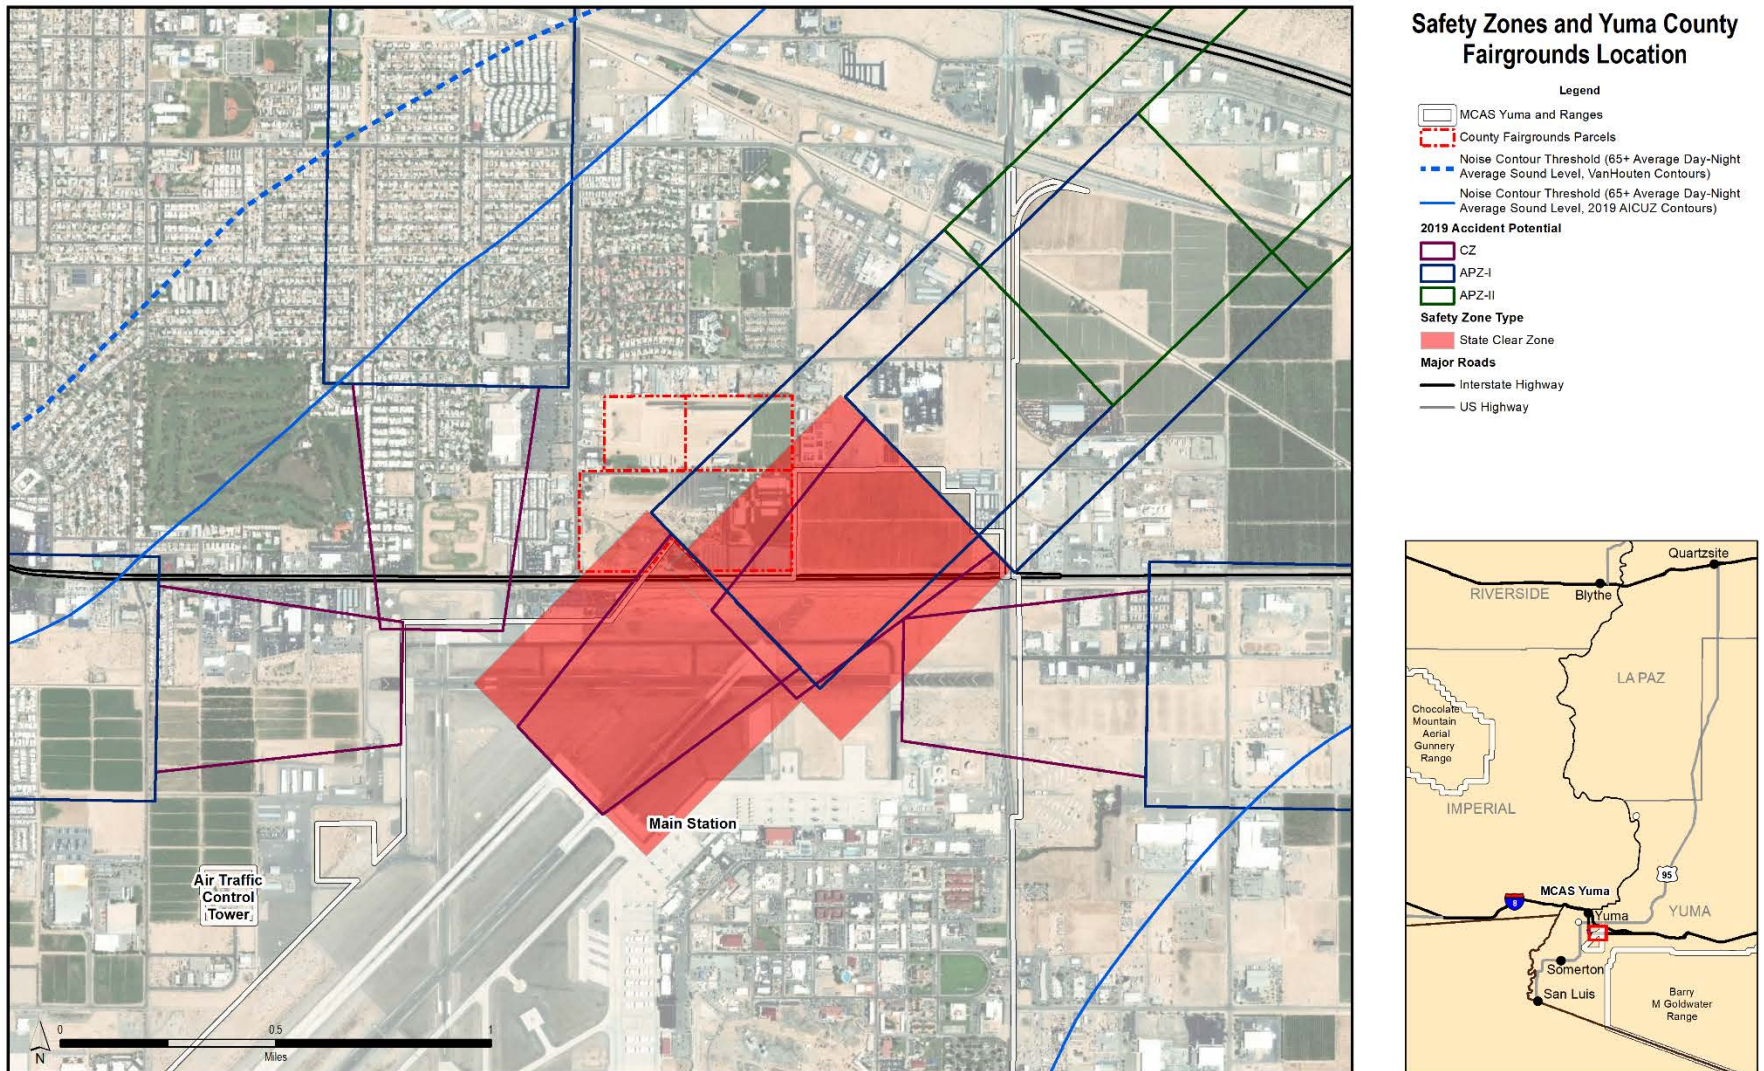 Safety Zones and Yuma County
Fairgrounds Location
Legend
MCAS Yuma and Ranges
County Fairgrounds Parcels
Noise Contour Threshold (65+ Average Day-Night
Average Sound Level, VanHouten Contours)
Noise Contour Threshold (65+ Average Day-Night
Average Sound Level, 2019 AICUZ Contours)
2019 Accident Potential
CZ
APZ-I
APZ-II
Safety Zone Type
State Clear Zone
Major Roads
Interstate Highway
US Highway
Main Station
Air Traffic
Control
Tower
0
0.5
1
Miles
N
Quartzsite
RIVERSIDE
Blythe
LA PAZ
Chocolate
Mountain
Aerial
Gunnery
Range
IMPERIAL
95
MCAS Yuma
8
Yuma
YUMA
Somerton
San Luis
Barry
M Goldwater
Range